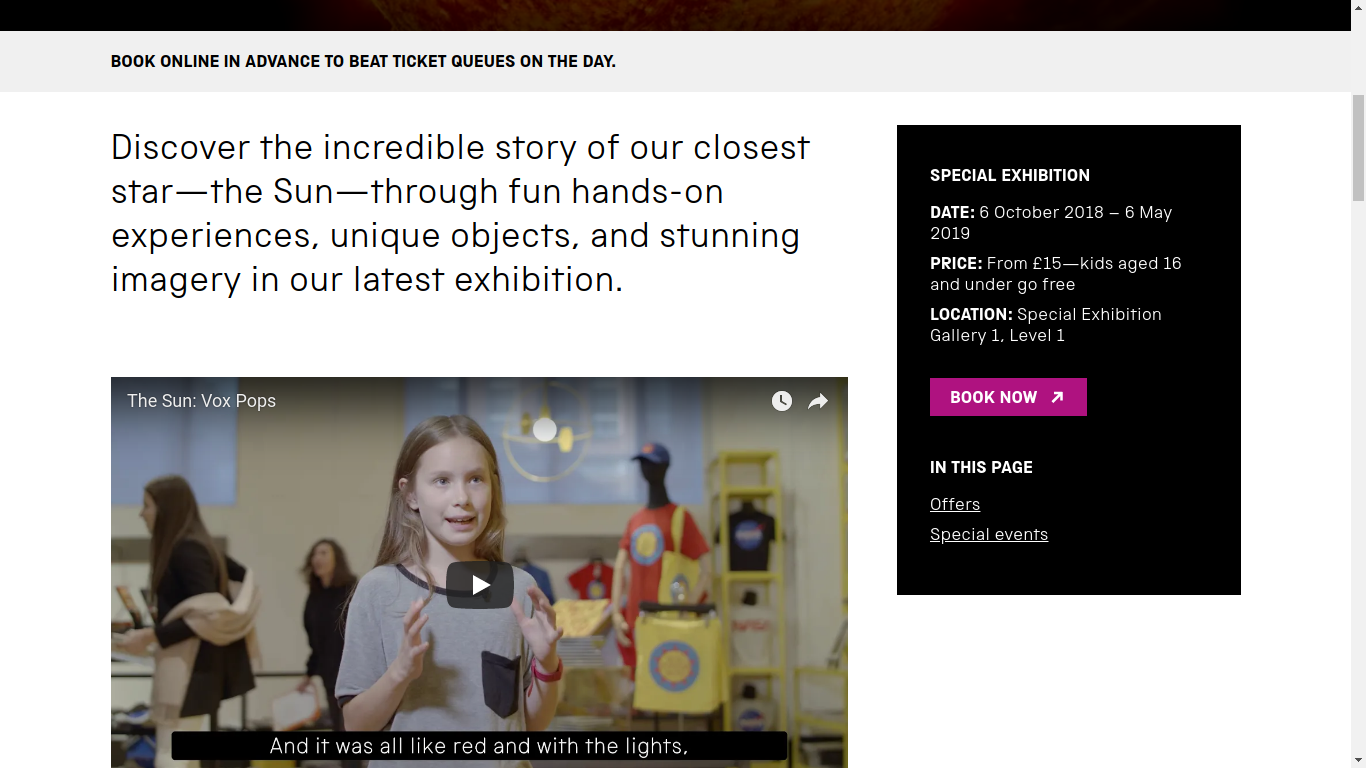 BOOK ONLINE IN ADVANCE TO BEAT TICKET QUEUES ON THE DAY.
Discover the incredible story of our closest
star—the Sun—through fun hands-on
experiences, unique objects, and stunning
imagery in our latest exhibition.
The Sun: Vox Pops
And it was all like red and with the lights,
SPECIAL EXHIBITION
DATE: 6 October 2018 – 6 May
2019
PRICE: From £15—kids aged 16
and under go free
LOCATION: Special Exhibition
Gallery 1, Level 1
BOOK NOW
IN THIS PAGE
Offers
Special events